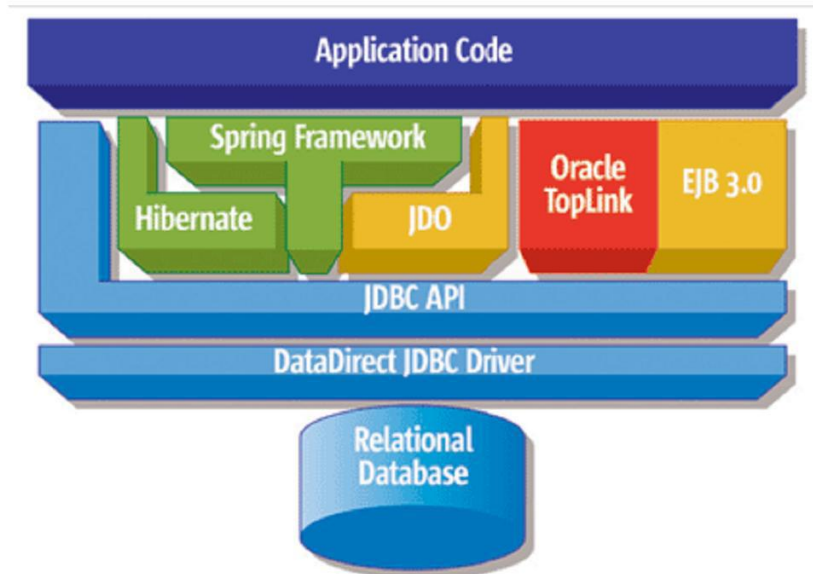 Application Code
Spring Framework
Hibernate
JDO
Oracle
TopLink
EJB 3.0
JDBC API
DataDirect JDBC Driver
Relational
Database